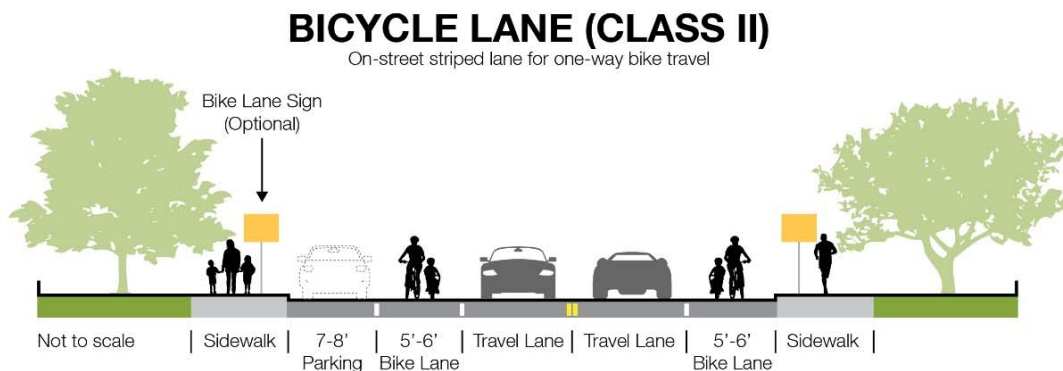 BICYCLE LANE (CLASS II)
On-street striped lane for one-way bike travel
Bike Lane Sign
(Optional)
Not to scale
Sidewalk
7-8’
Parking
5’-6’
Bike Lane
Travel Lane
Travel Lane
5’-6’
Bike Lane
Sidewalk